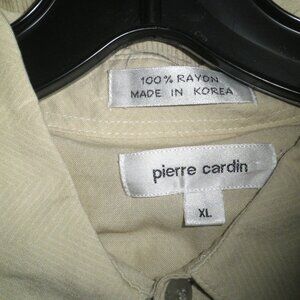 100% RAYON
MADE IN KOREA
pierre cardin
XL